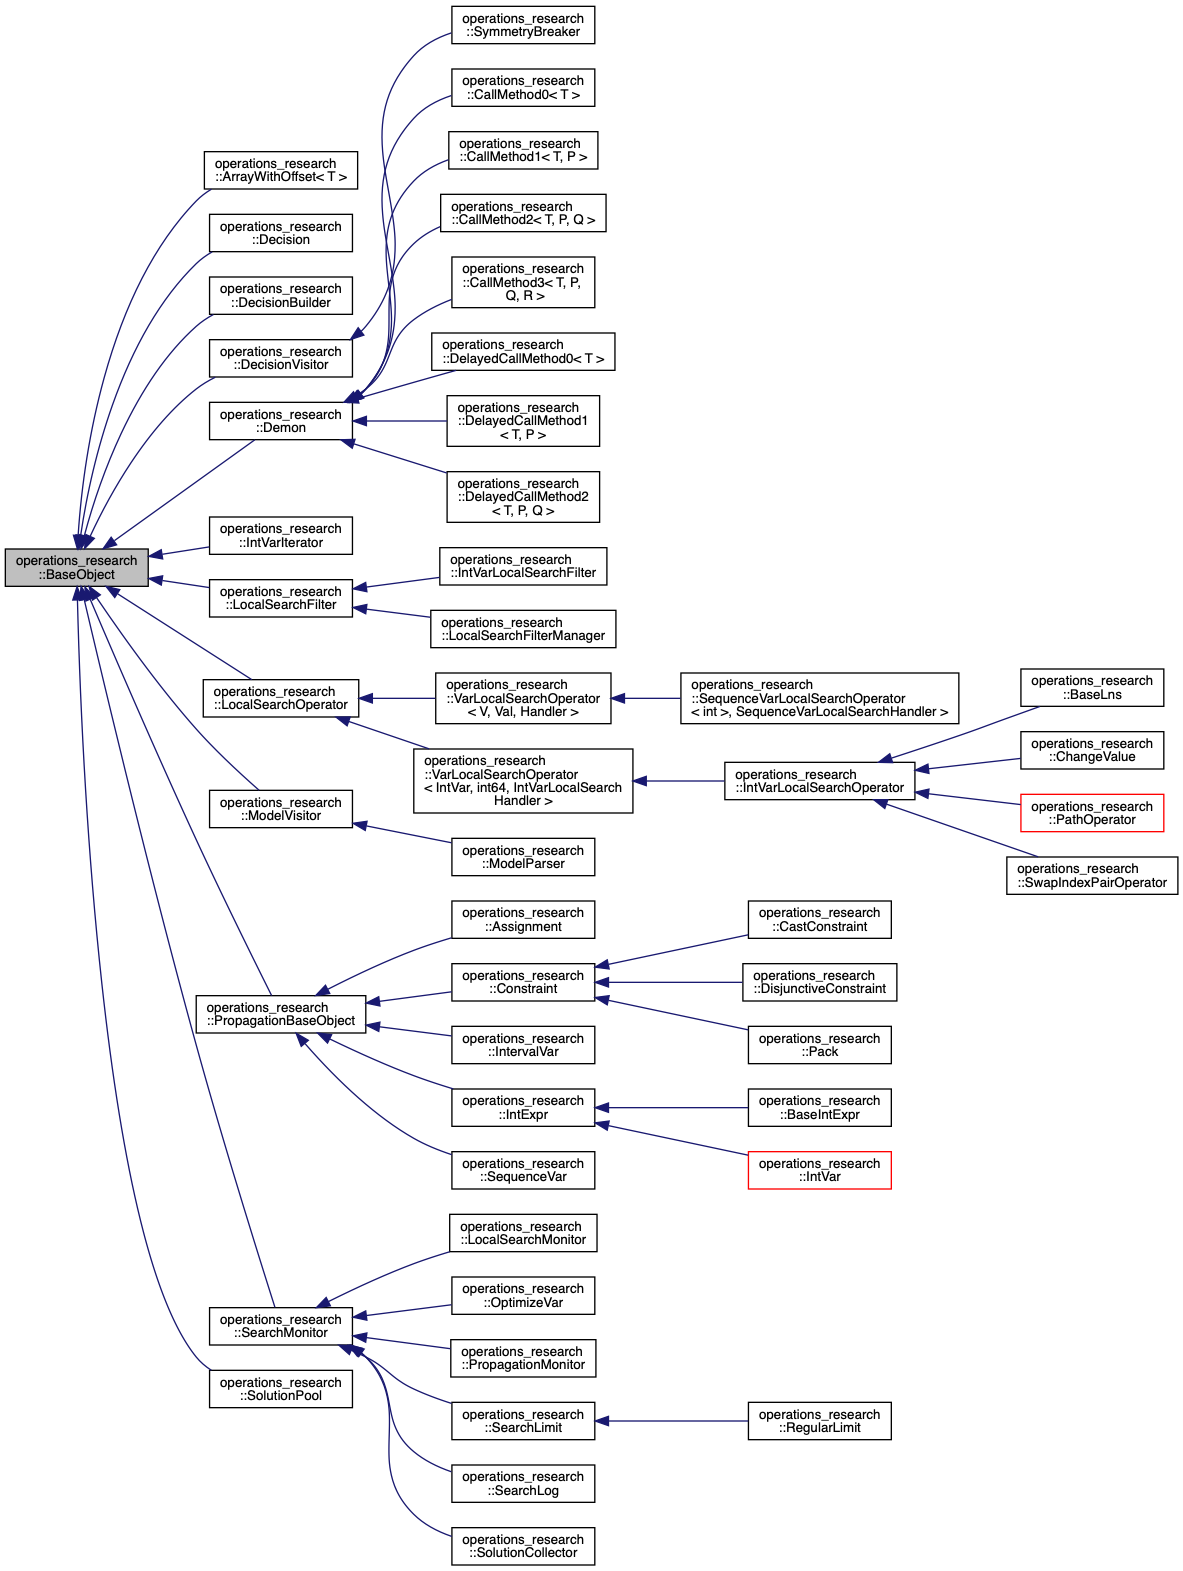 operations_research
::BaseObject
operations_research
::ArrayWithOffset< T >
operations_research
::Decision
operations_research
::DecisionBuilder
operations_research
::DecisionVisitor
operations_research
::Demon
operations_research
::IntVarIterator
operations_research
::LocalSearchFilter
operations_research
::LocalSearchOperator
operations_research
::ModelVisitor
operations_research
::PropagationBaseObject
operations_research
::SearchMonitor
operations_research
::SolutionPool
operations_research
::SymmetryBreaker
operations_research
::CallMethod0< T >
operations_research
::CallMethod1< T, P >
operations_research
::CallMethod2< T, P, Q >
operations_research
::CallMethod3< T, P,
Q, R >
operations_research
::DelayedCallMethod0< T >
operations_research
::DelayedCallMethod1
< T, P >
operations_research
::DelayedCallMethod2
< T, P, Q >
operations_research
::IntVarLocalSearchFilter
operations_research
::LocalSearchFilterManager
operations_research
::VarLocalSearchOperator
< V, Val, Handler >
operations_research
::VarLocalSearchOperator
< IntVar, int64, IntVarLocalSearch
Handler >
operations_research
::ModelParser
operations_research
::Assignment
operations_research
::Constraint
operations_research
::IntervalVar
operations_research
::IntExpr
operations_research
::SequenceVar
operations_research
::LocalSearchMonitor
operations_research
::OptimizeVar
operations_research
::PropagationMonitor
operations_research
::SearchLimit
operations_research
::SearchLog
operations_research
::SolutionCollector
operations_research
::SequenceVarLocalSearchOperator
< int >, SequenceVarLocalSearchHandler >
operations_research
::IntVarLocalSearchOperator
operations_research
::CastConstraint
operations_research
::DisjunctiveConstraint
operations_research
::Pack
operations_research
::BaseIntExpr
operations_research
::IntVar
operations_research
::RegularLimit
operations_research
::BaseLns
operations_research
::ChangeValue
operations_research
::PathOperator
operations_research
::SwapIndexPairOperator